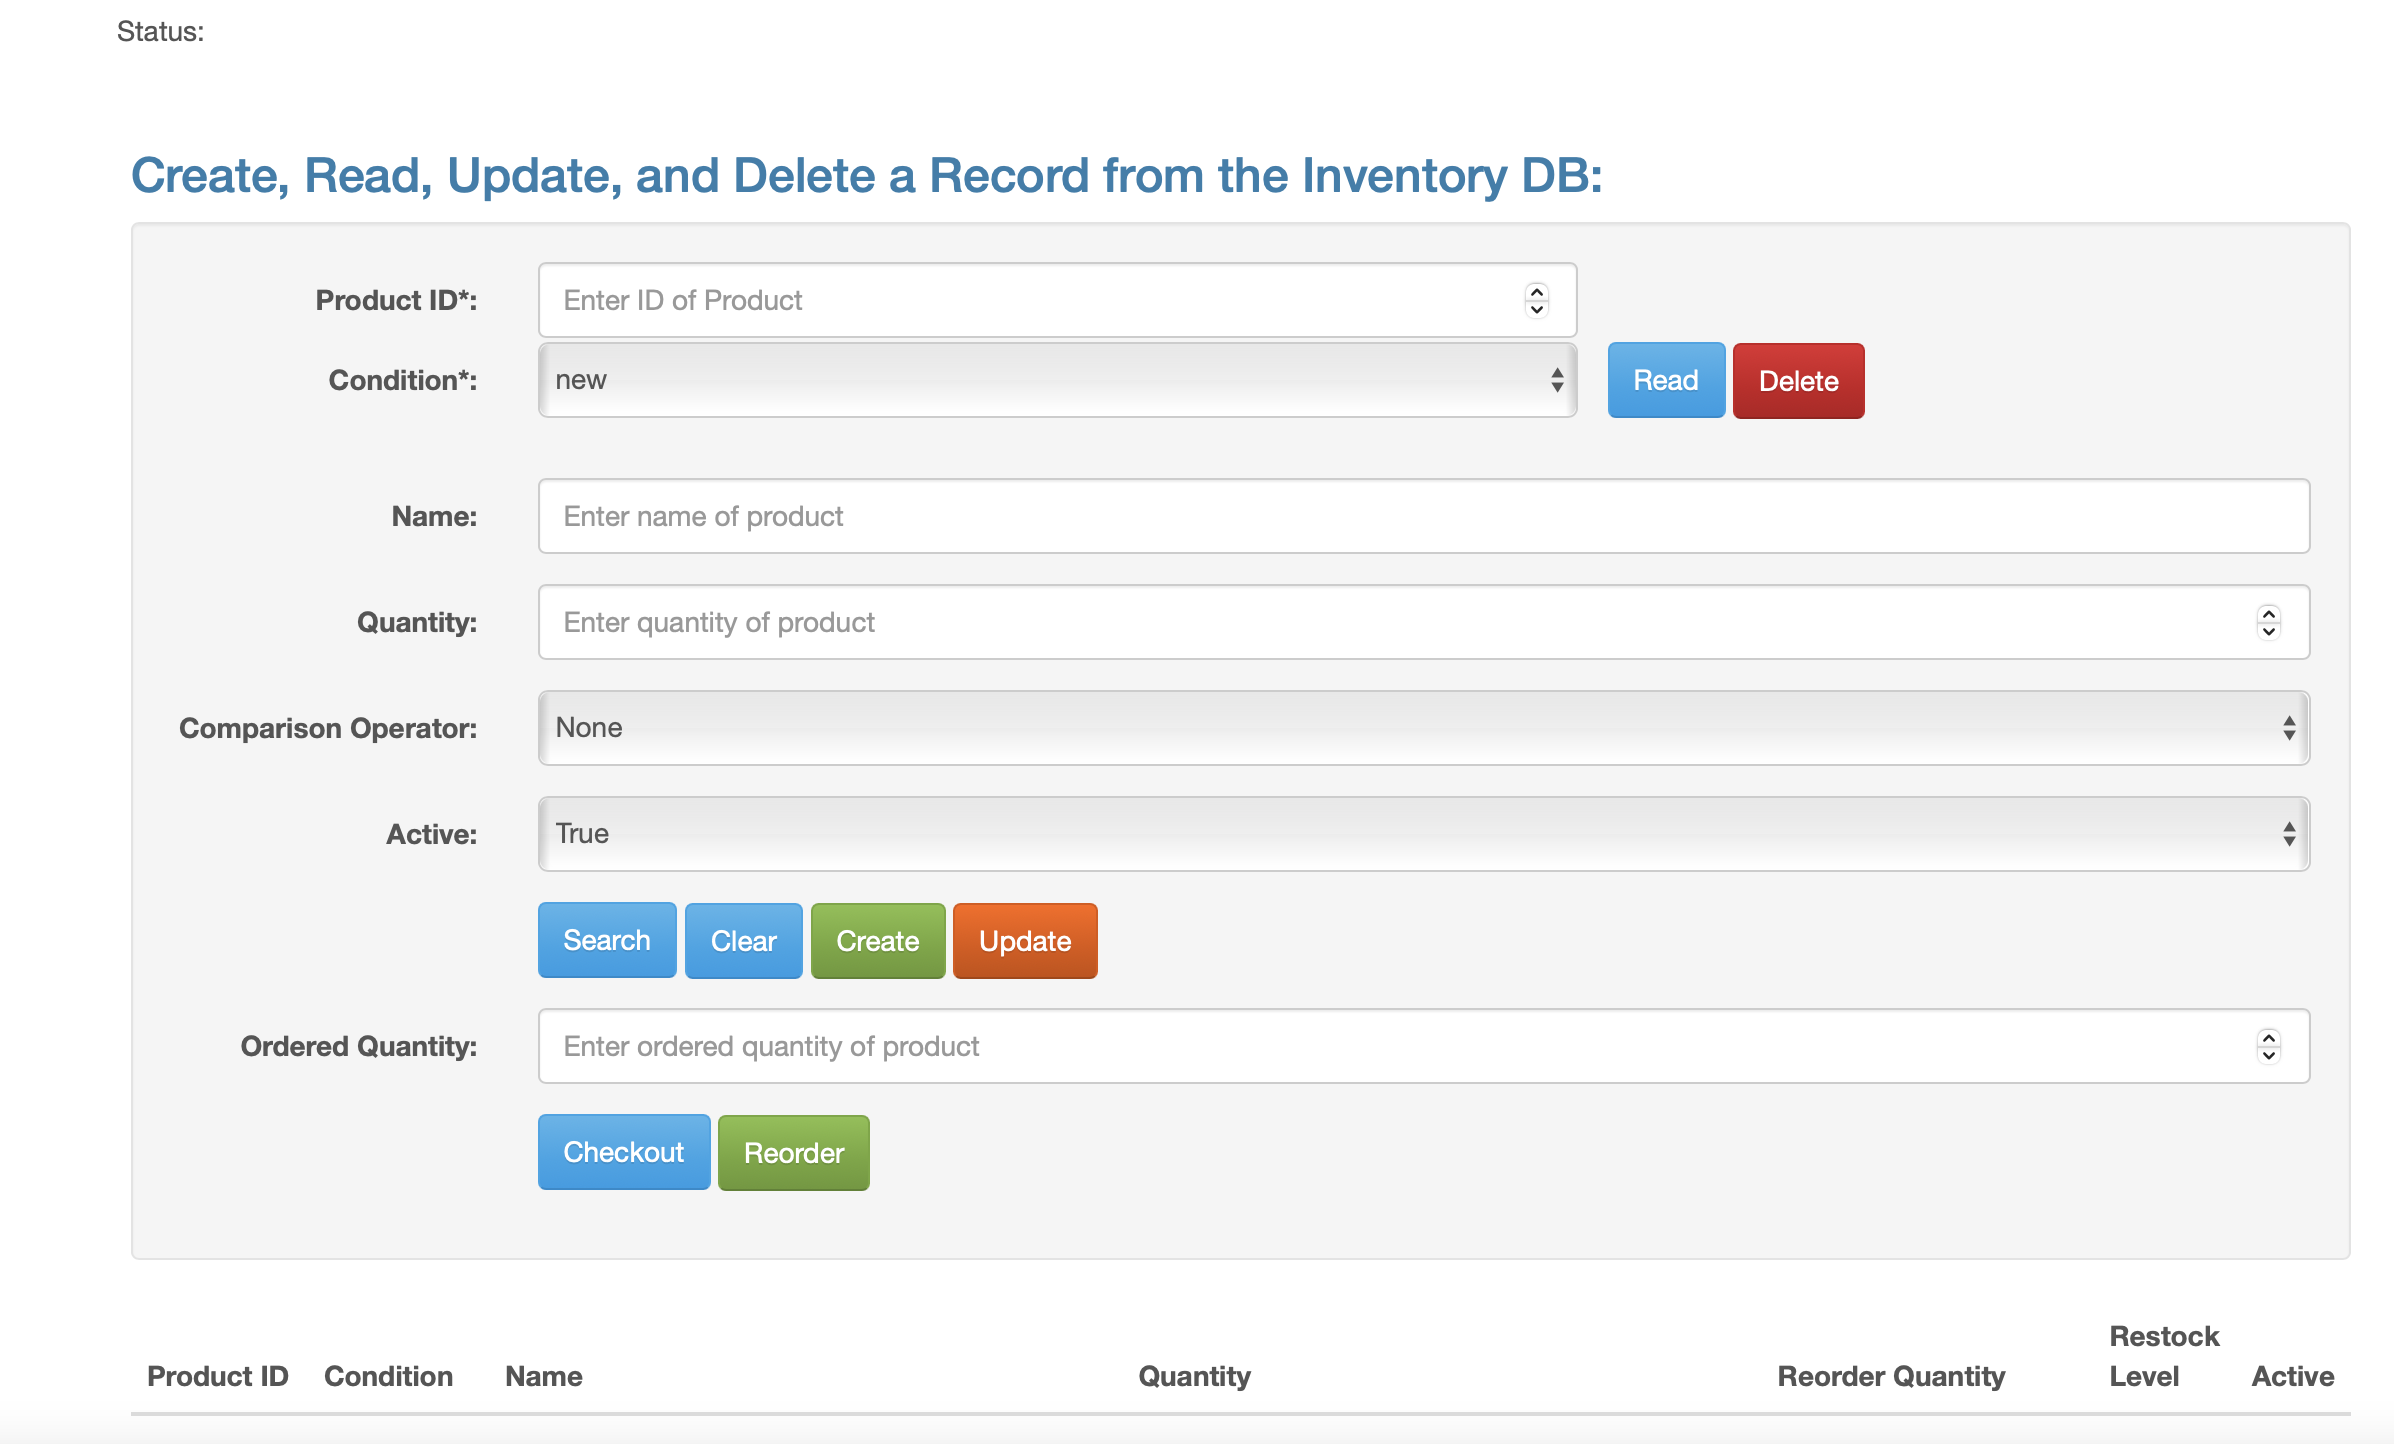 Status:
Create, Read, Update, and Delete a Record from the Inventory DB:
Product ID*: Enter ID of Product
Condition*: new Read Delete
Name: Enter name of product
Quantity: Enter quantity of product
Comparison Operator: None
Active: True
Search Clear Create Update
Ordered Quantity: Enter ordered quantity of product
Checkout Reorder
Product ID Condition Name Quantity Reorder Quantity Restock Level Active